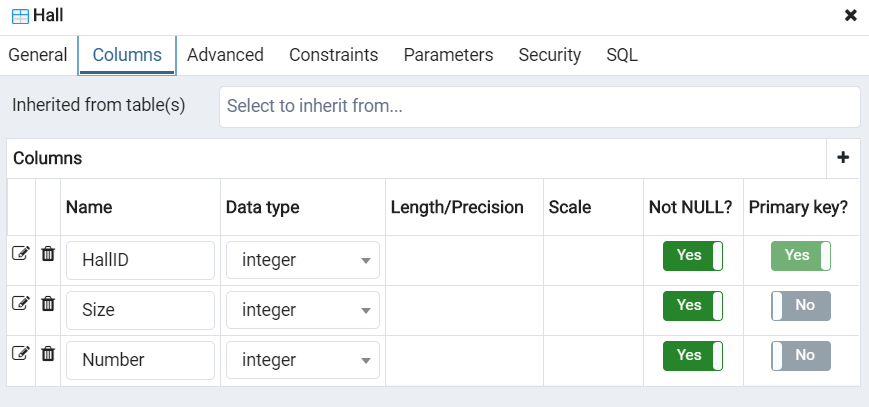 Hall
General Columns Advanced Constraints Parameters Security SQL
Inherited from table(s) Select to inherit from...
Columns
Name Data type Length/Precision Scale Not NULL? Primary key?
HallID integer Yes Yes
Size integer Yes No
Number integer Yes No